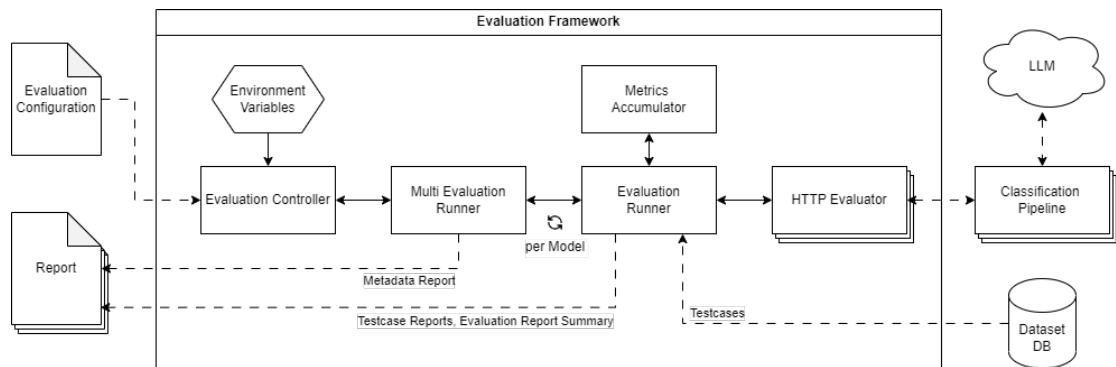 Evaluation Framework
Evaluation
Configuration
Environment
Variables
Metrics
Accumulator
LLM
Evaluation Controller
Multi Evaluation
Runner
Evaluation
Runner
HTTP Evaluator
Classification
Pipeline
per Model
Report
Metadata Report
Testcase Reports, Evaluation Report Summary
Testcases
Dataset
DB